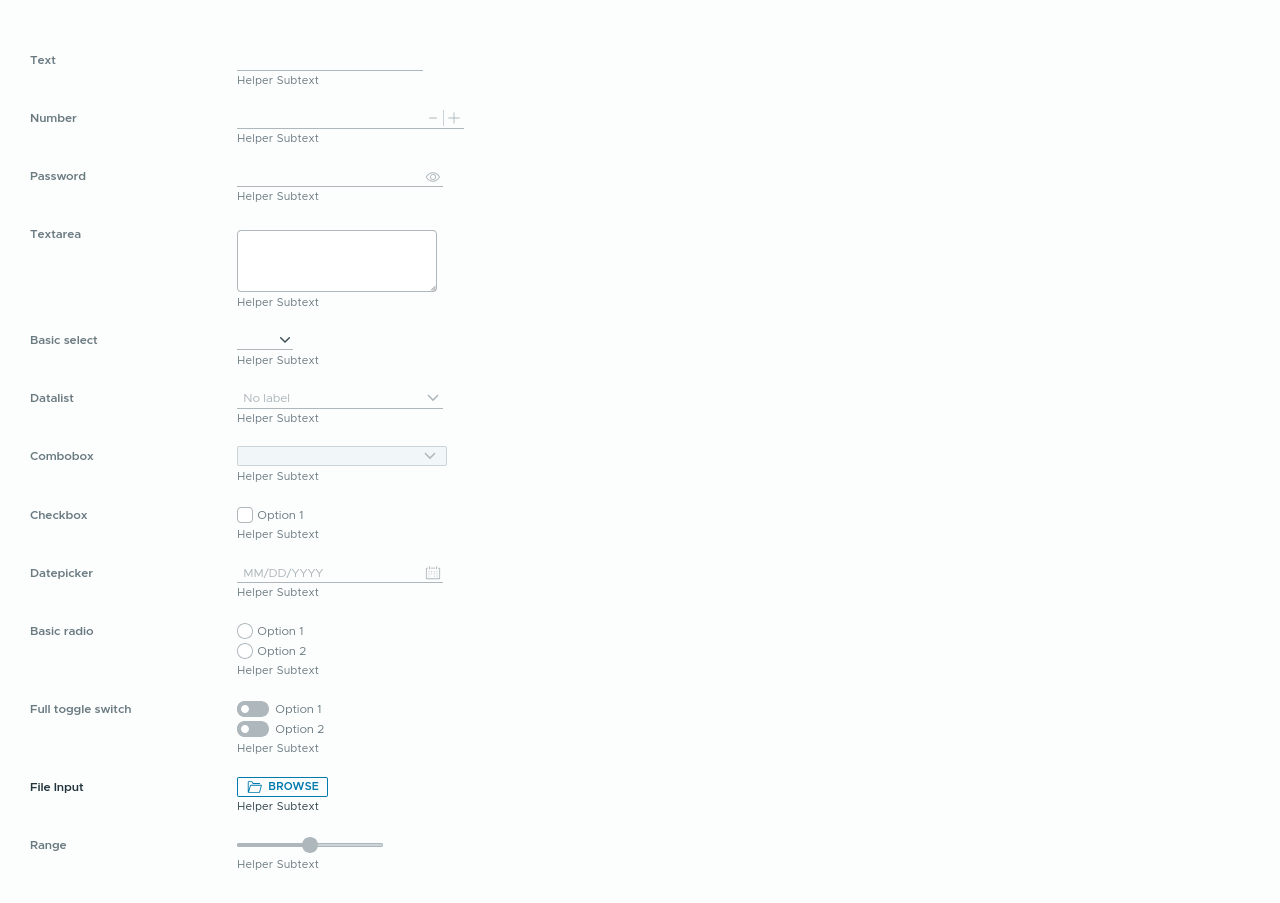 Text
Helper Subtext
Number
Helper Subtext
Password
Helper Subtext
Textarea
Helper Subtext
Basic select
Helper Subtext
Datalist
No label
Helper Subtext
Combobox
Helper Subtext
Checkbox
Option 1
Helper Subtext
Datepicker
MM/DD/YYYY
Helper Subtext
Basic radio
Option 1
Option 2
Helper Subtext
Full toggle switch
Option 1
Option 2
Helper Subtext
File Input
BROWSE
Helper Subtext
Range
Helper Subtext